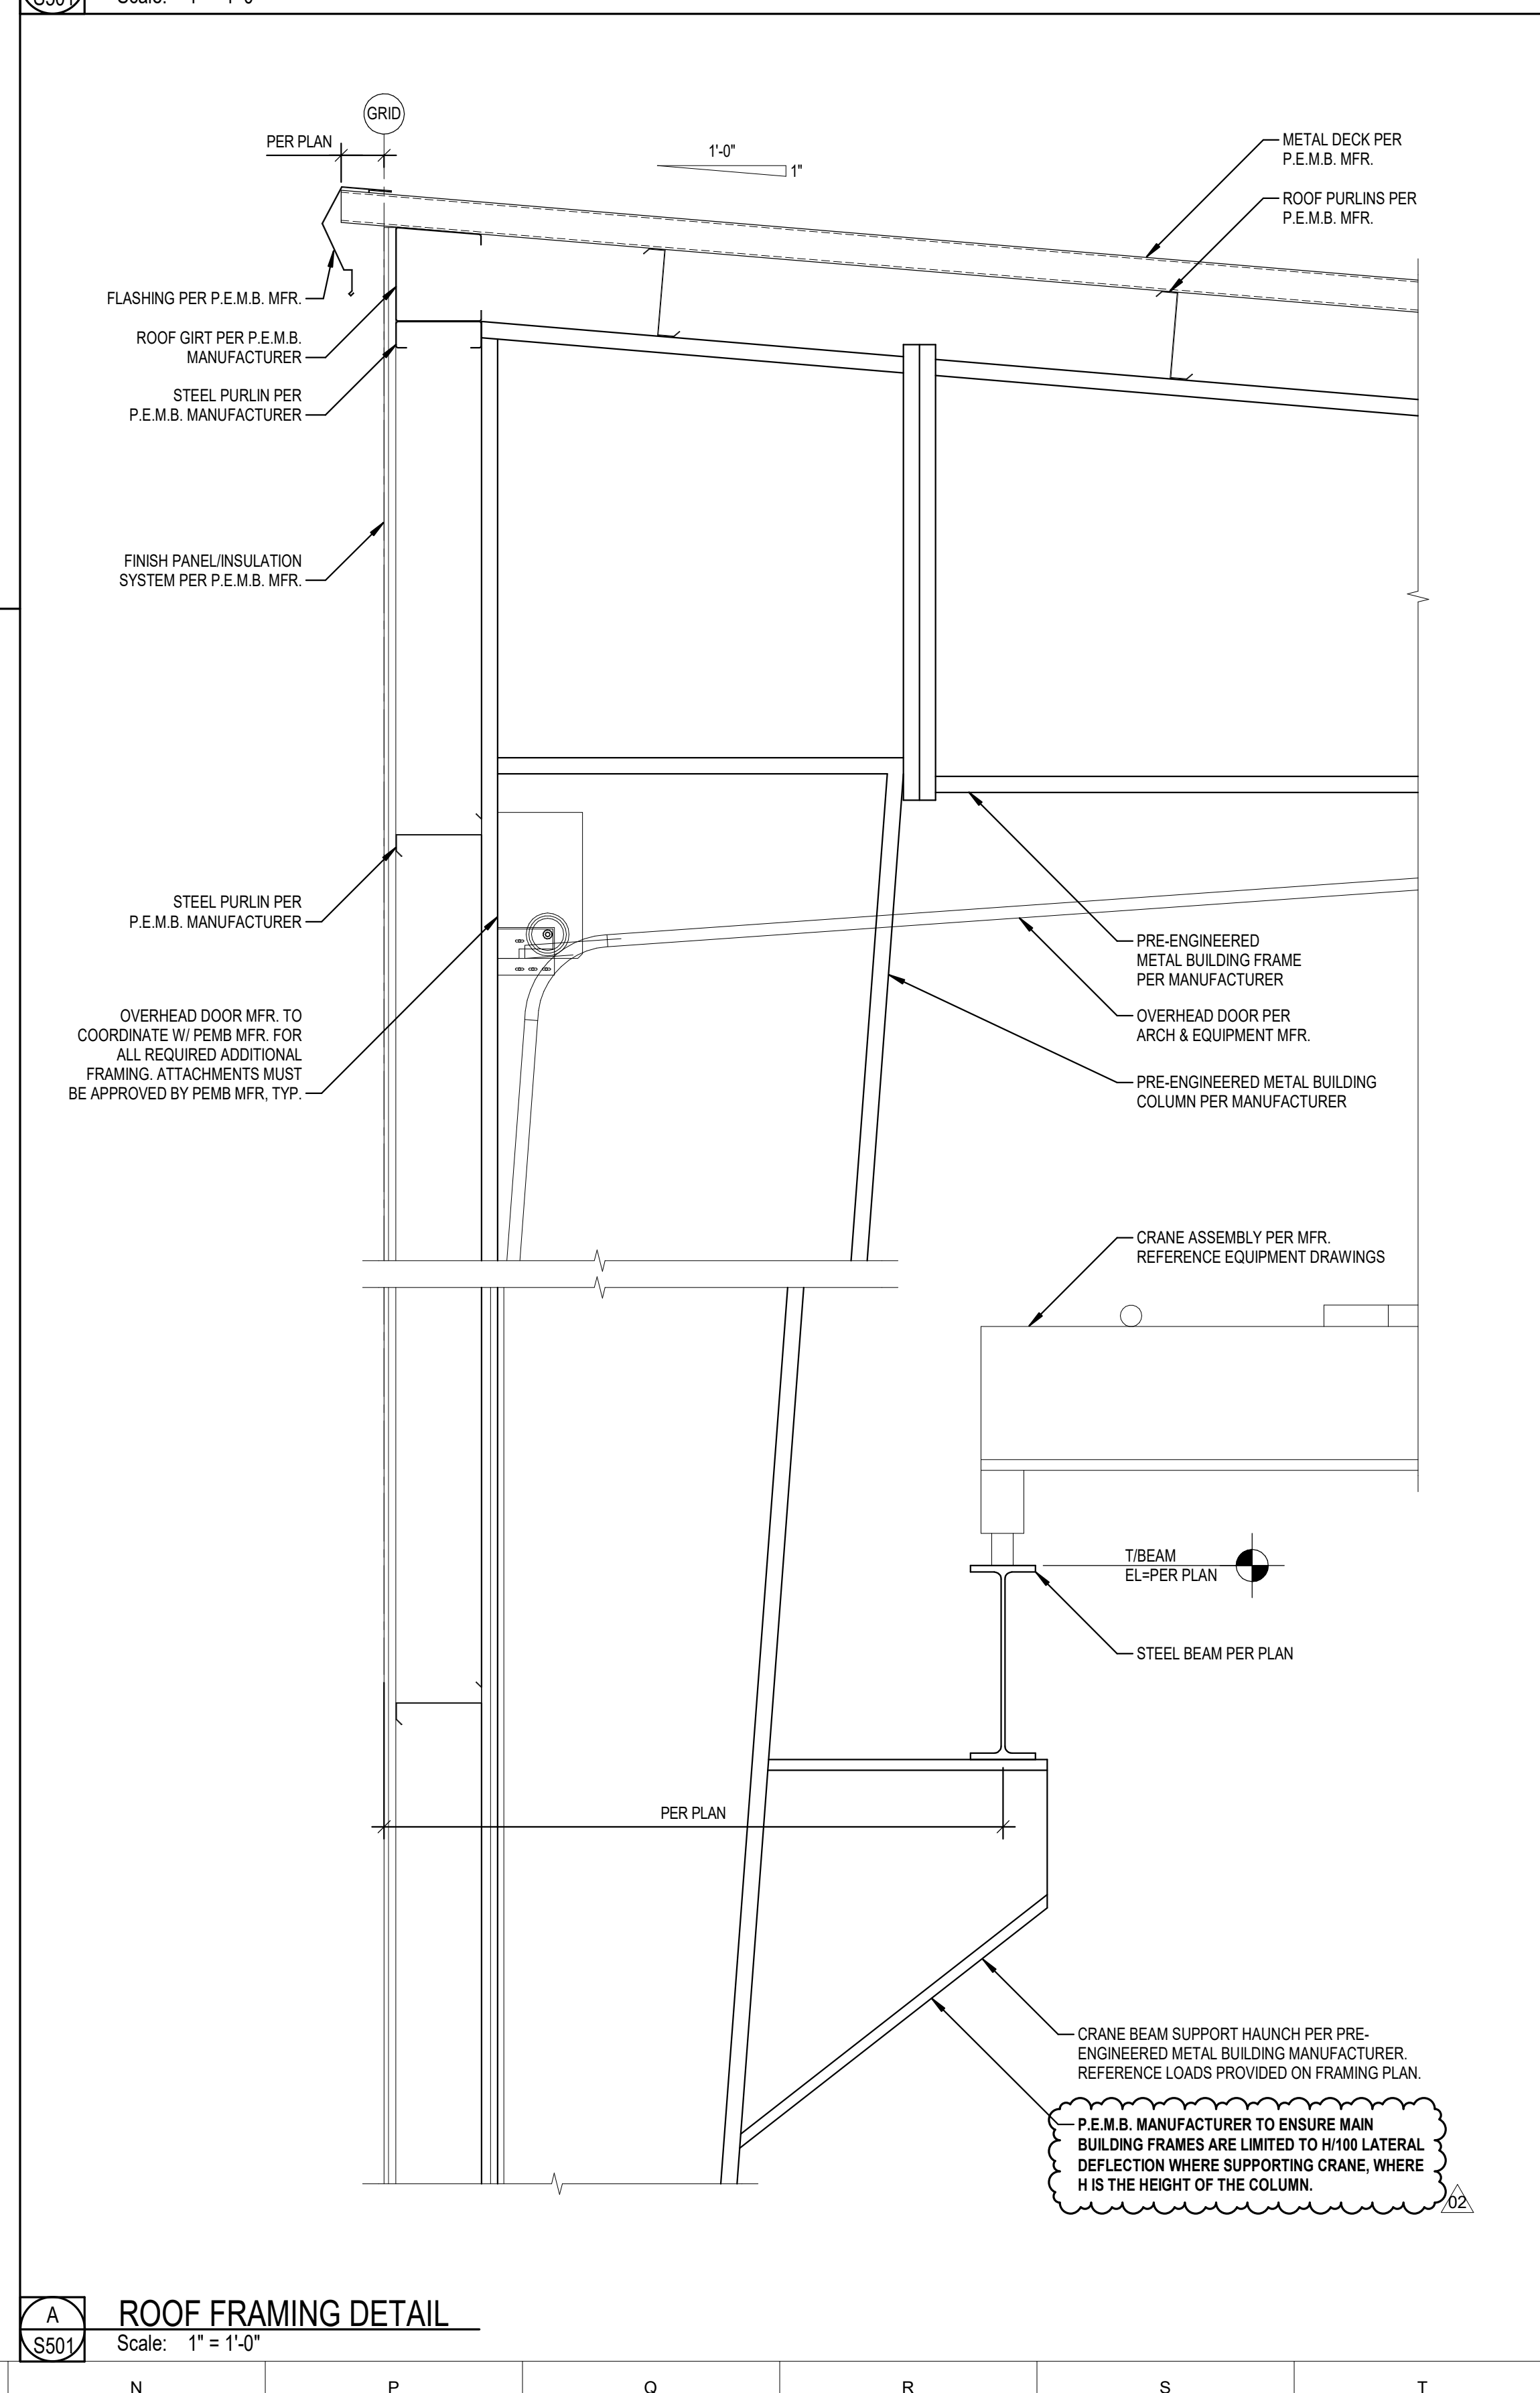 GRID
PER PLAN
1'-0"
1"
METAL DECK PER
P.E.M.B. MFR.
ROOF PURLINS PER
P.E.M.B. MFR.
FLASHING PER P.E.M.B. MFR.
ROOF GIRT PER P.E.M.B.
MANUFACTURER
STEEL PURLIN PER
P.E.M.B. MANUFACTURER
FINISH PANEL/INSULATION
SYSTEM PER P.E.M.B. MFR.
STEEL PURLIN PER
P.E.M.B. MANUFACTURER
PRE-ENGINEERED
METAL BUILDING FRAME
PER MANUFACTURER
OVERHEAD DOOR MFR. TO
COORDINATE W/ PEMB MFR. FOR
ALL REQUIRED ADDITIONAL
FRAMING. ATTACHMENTS MUST
BE APPROVED BY PEMB MFR, TYP.
OVERHEAD DOOR PER
ARCH & EQUIPMENT MFR.
PRE-ENGINEERED METAL BUILDING
COLUMN PER MANUFACTURER
CRANE ASSEMBLY PER MFR.
REFERENCE EQUIPMENT DRAWINGS
T/BEAM
EL=PER PLAN
STEEL BEAM PER PLAN
PER PLAN
CRANE BEAM SUPPORT HAUNCH PER PRE-
ENGINEERED METAL BUILDING MANUFACTURER.
REFERENCE LOADS PROVIDED ON FRAMING PLAN.
P.E.M.B. MANUFACTURER TO ENSURE MAIN
BUILDING FRAMES ARE LIMITED TO H/100 LATERAL
DEFLECTION WHERE SUPPORTING CRANE, WHERE
H IS THE HEIGHT OF THE COLUMN.
02
A
S501
ROOF FRAMING DETAIL
Scale: 1" = 1'-0"
N P Q R S T